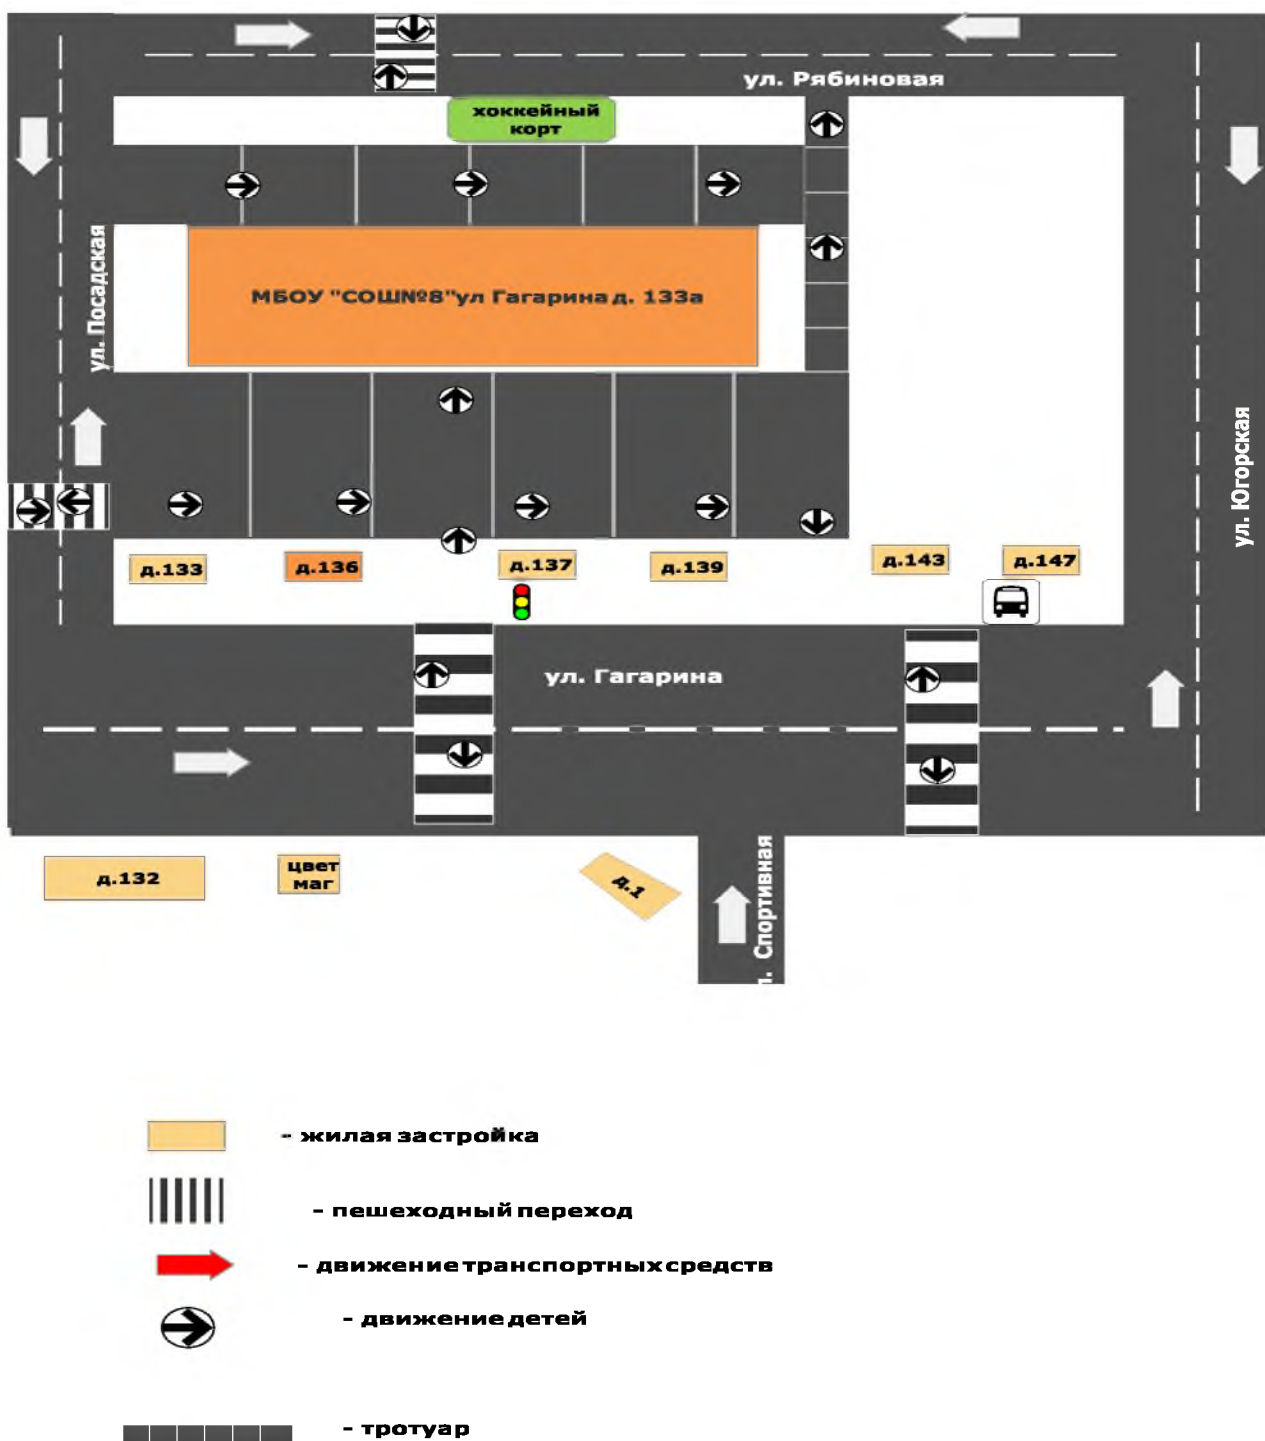 ул. Рябиновая
хоккейный
корт
ул. Посадская
МБОУ "СОШ№8"ул Гагарина д. 133а
ул. Югорская
д.133
д.136
д.137
д.139
д.143
д.147
ул. Гагарина
д.132
цвет
маг
д.1
л. Спортивная
- жилая застройка
- пешеходный переход
- движение транспортных средств
- движение детей
- тротуар